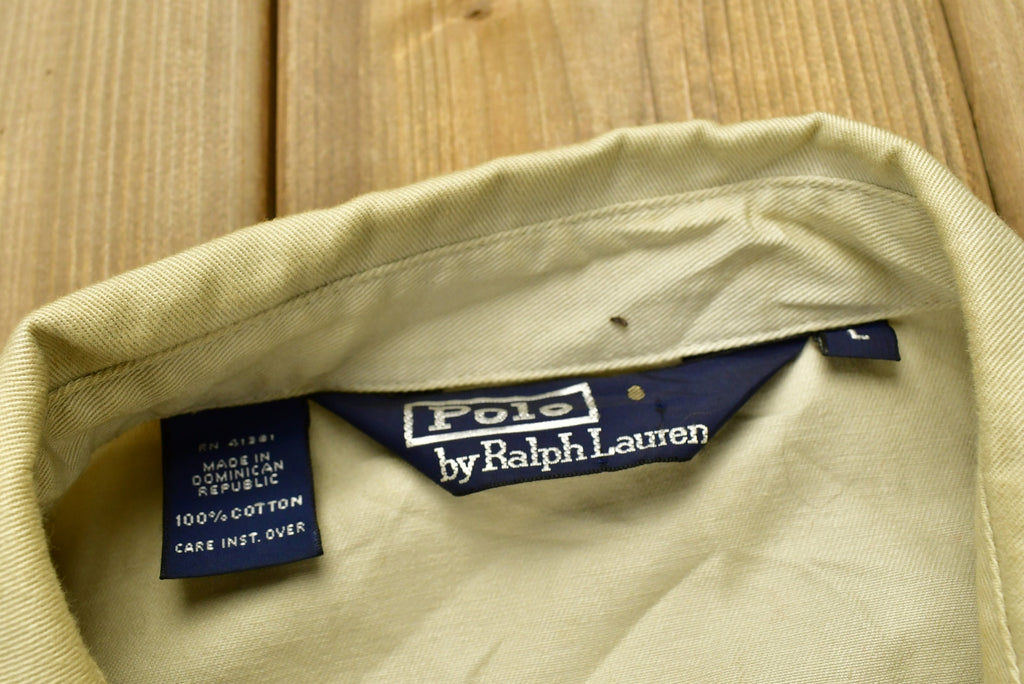 RN 41381
MADE IN
DOMINICAN
REPUBLIC
100% COTTON
CARE INST. OVER
Polo
by Ralph Lauren
L